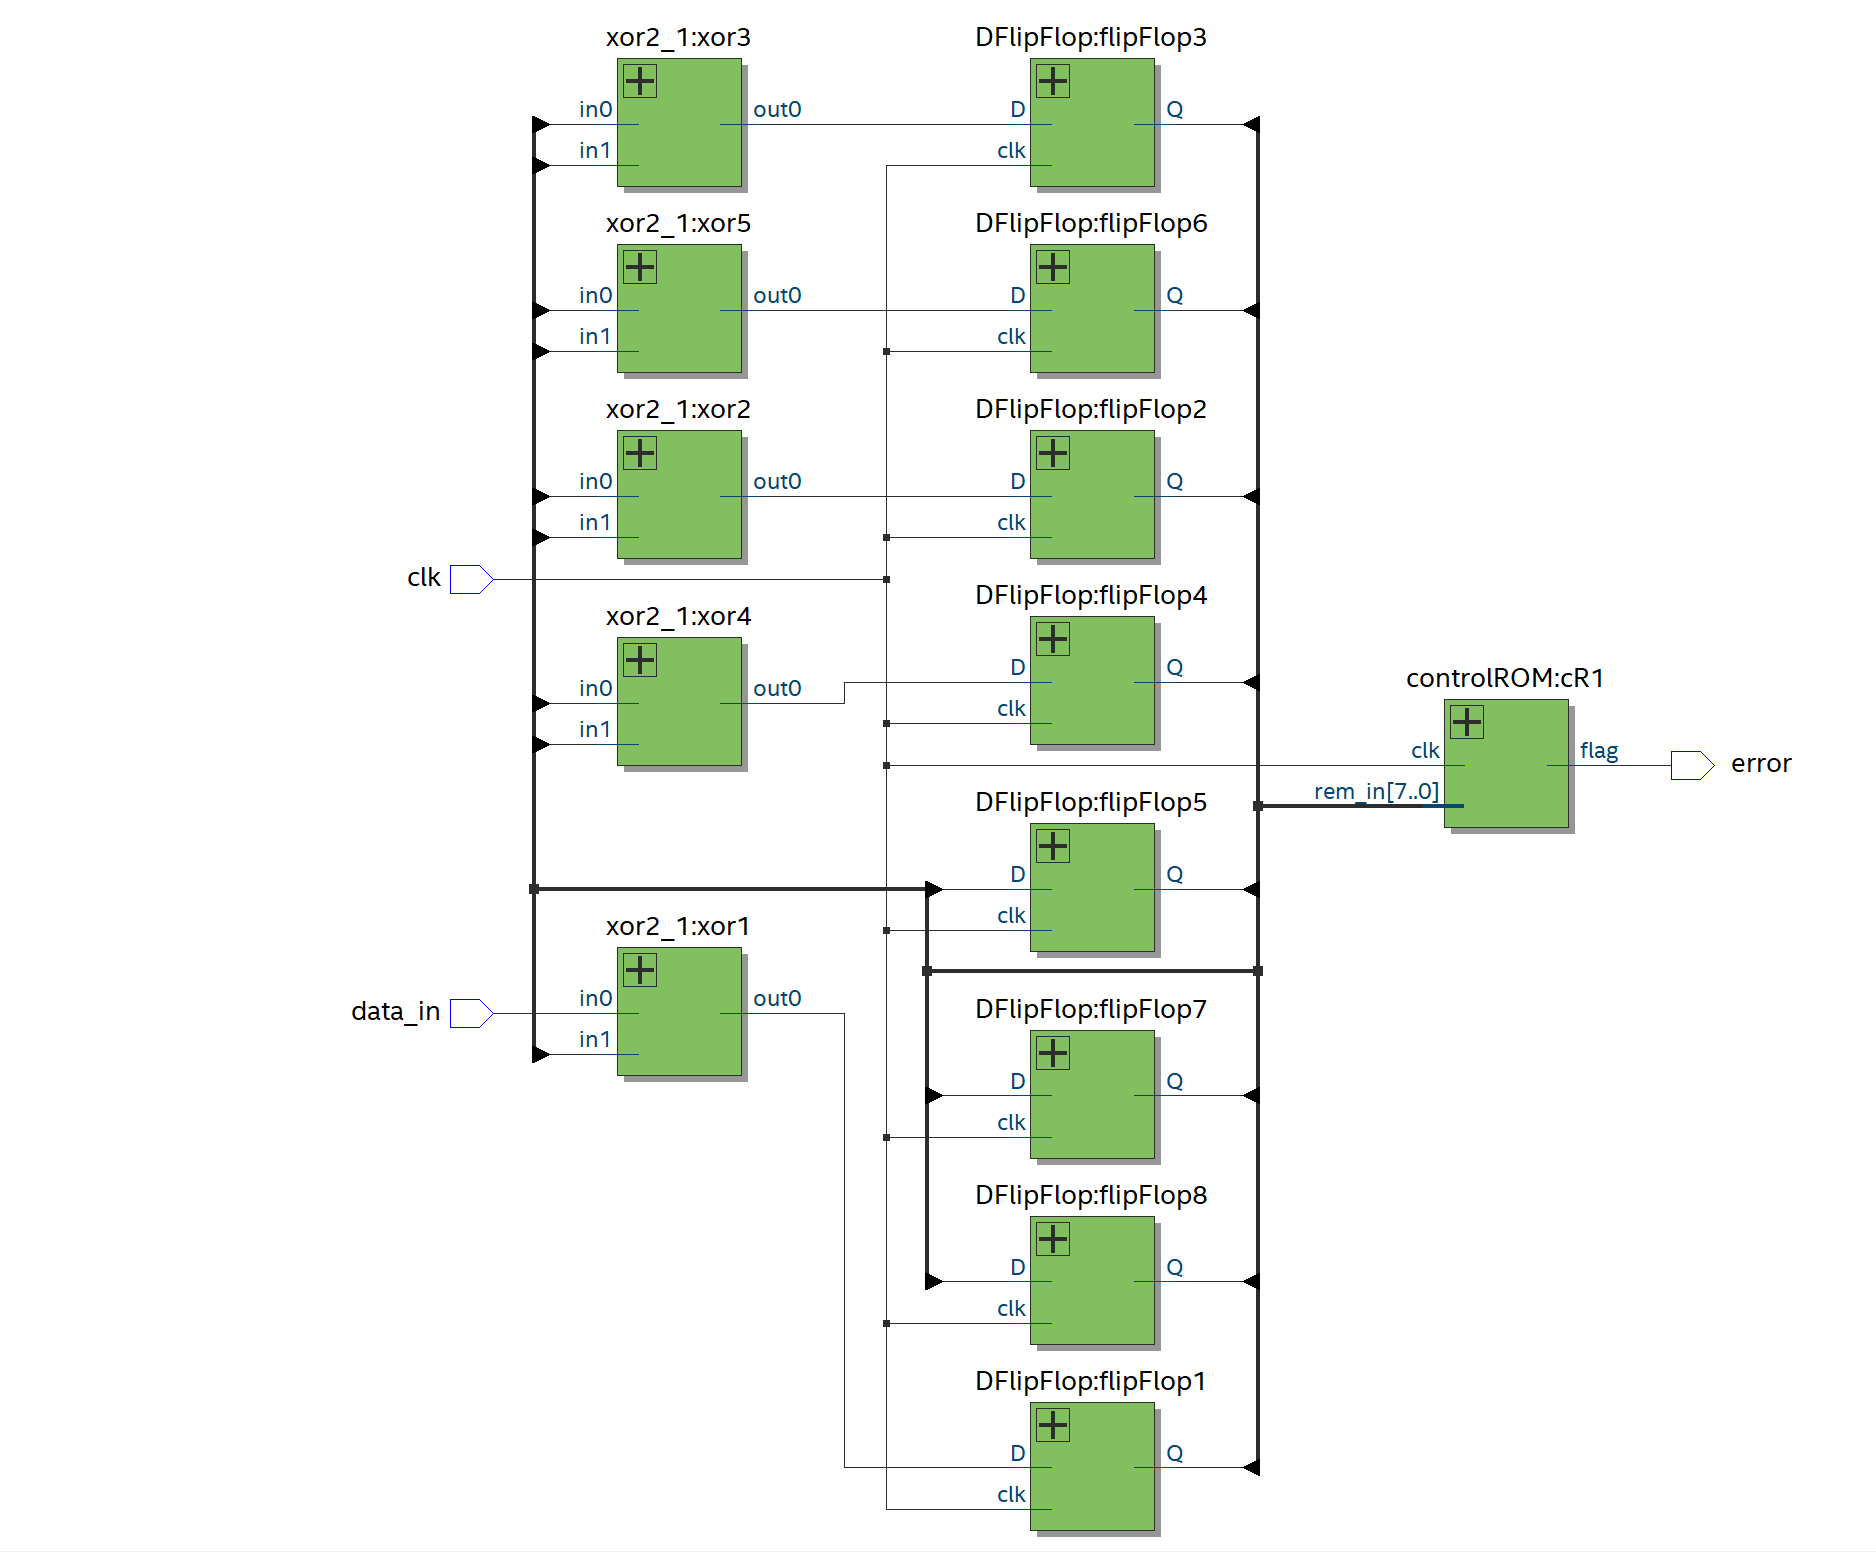 xor2_1:xor3
in0
in1
out0
DFlipFlop:flipFlop3
D
clk
Q
xor2_1:xor5
in0
in1
out0
DFlipFlop:flipFlop6
D
clk
Q
xor2_1:xor2
in0
in1
out0
DFlipFlop:flipFlop2
D
clk
Q
clk
xor2_1:xor4
in0
in1
out0
DFlipFlop:flipFlop4
D
clk
Q
controlROM:cR1
clk
rem_in[7..0]
flag
error
DFlipFlop:flipFlop5
D
clk
Q
xor2_1:xor1
data_in
in0
in1
out0
DFlipFlop:flipFlop7
D
clk
Q
DFlipFlop:flipFlop8
D
clk
Q
DFlipFlop:flipFlop1
D
clk
Q